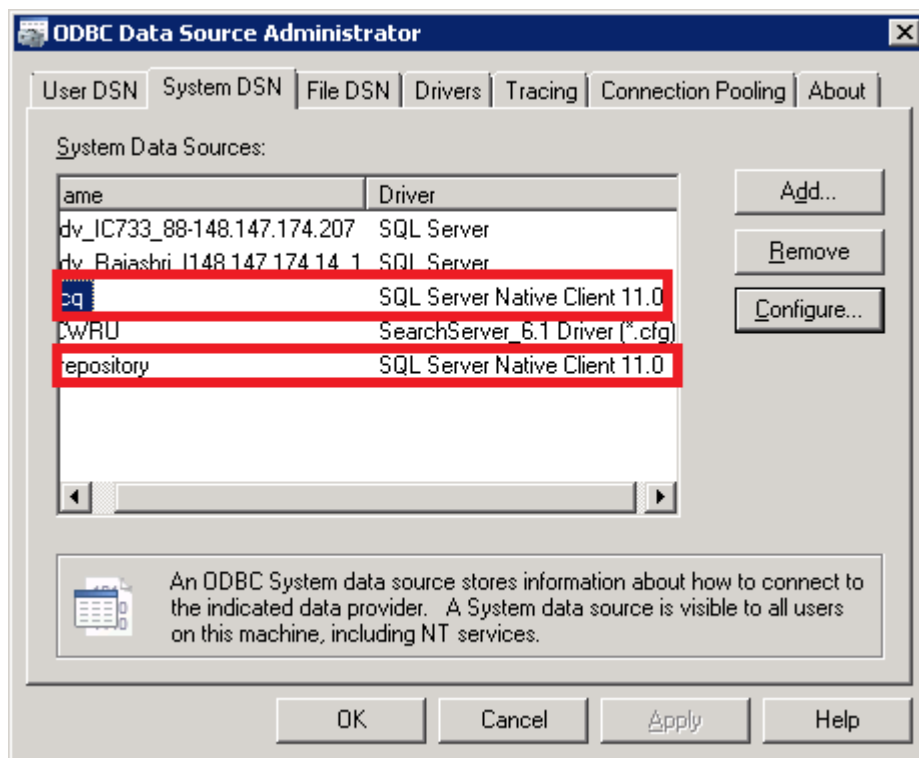 ODBC Data Source Administrator
User DSN System DSN File DSN Drivers Tracing Connection Pooling About
System Data Sources:
ame Driver
dv_IC733_88-148.147.174.207 SQL Server
dv_Rajashri_I148.147.174.14_1 SQL Server
cq SQL Server Native Client 11.0
CWRU SearchServer_6.1 Driver (*.cfg)
repository SQL Server Native Client 11.0
Add...
Remove
Configure...
An ODBC System data source stores information about how to connect to
the indicated data provider. A System data source is visible to all users
on this machine, including NT services.
OK Cancel Apply Help